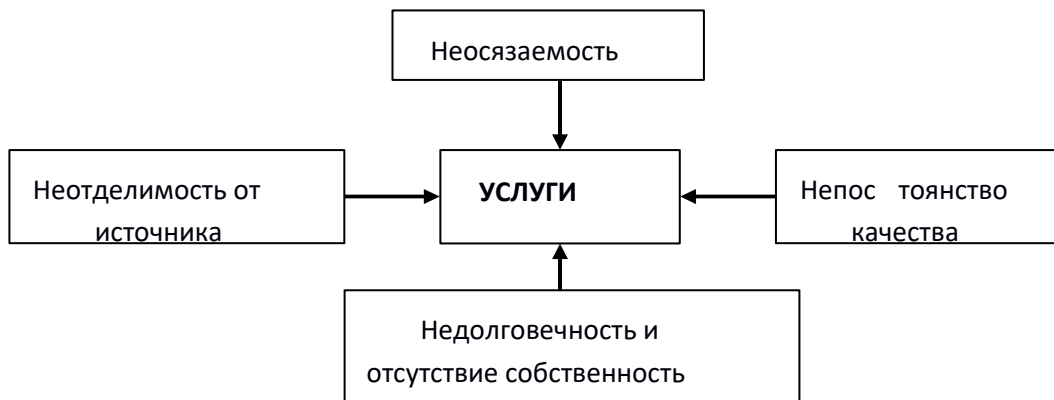 Неосязаемость
Неотделимость от
источника
УСЛУГИ
Непос тоянство
качества
Недолговечность и
отсутствие собственность